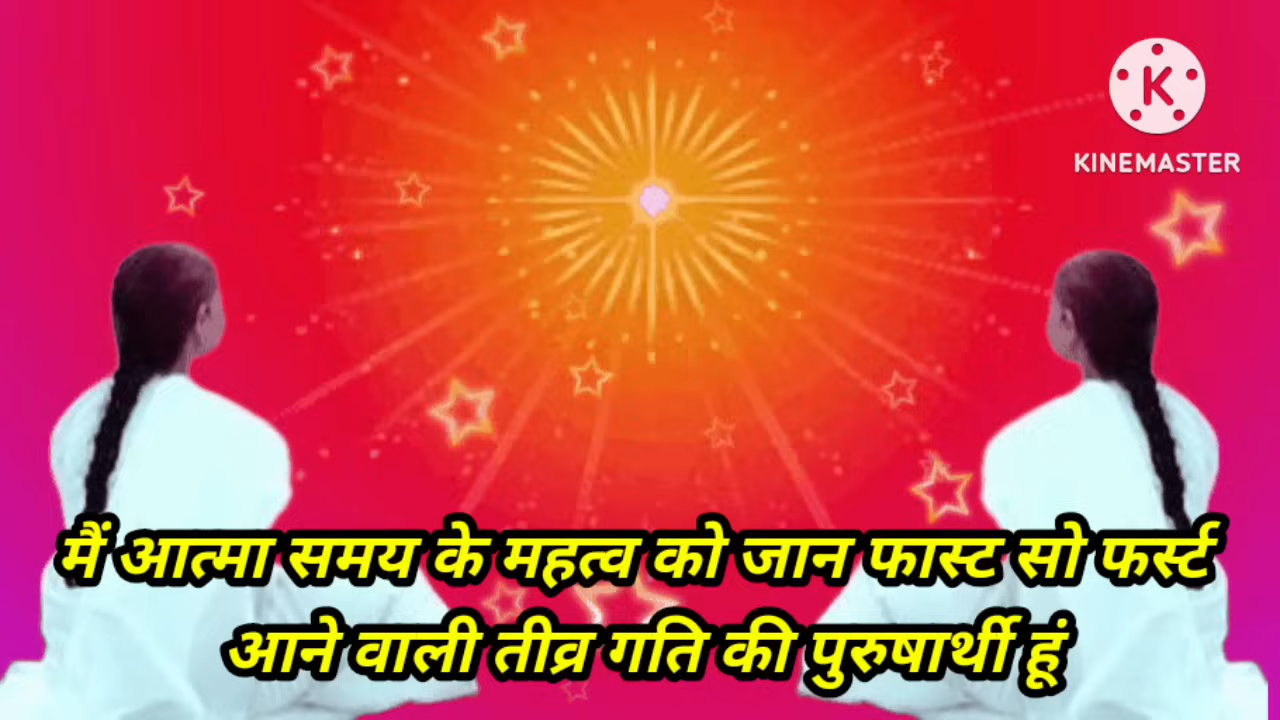 KINEMASTER
मैं आत्मा समय के महत्व को जान फास्ट सो फर्स्ट
आने वाली तीव्र गति की पुरुषार्थी हूं